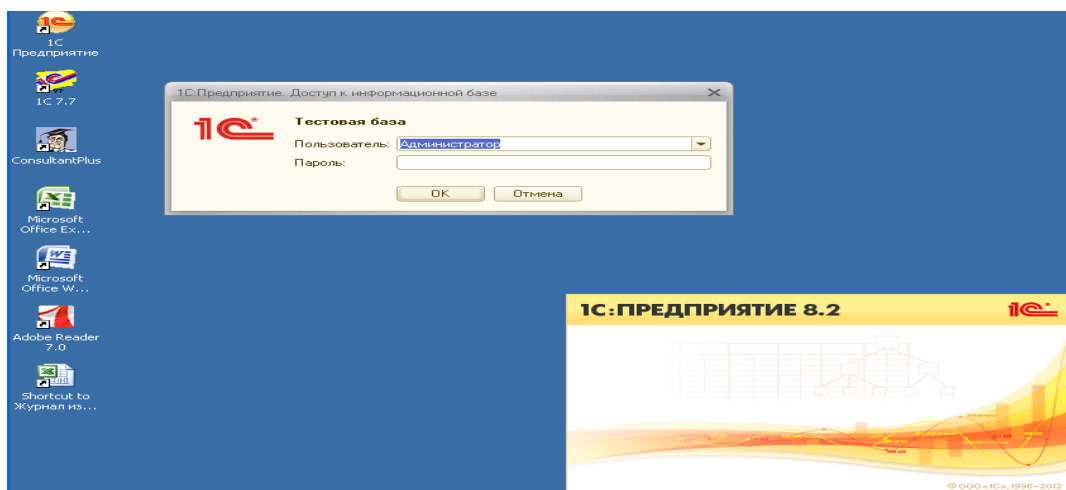 1C
Предприятие
1C 7.7
ConsultantPlus
Microsoft
Office Ex...
Microsoft
Office W...
Adobe Reader
7.0
Shortcut to
Журнал из...
1С:Предприятие. Доступ к информационной базе
1С
Тестовая база
Пользователь: Администратор
Пароль:
OK Отмена
1С:ПРЕДПРИЯТИЕ 8.2 1С
© ООО «1С», 1996-2012